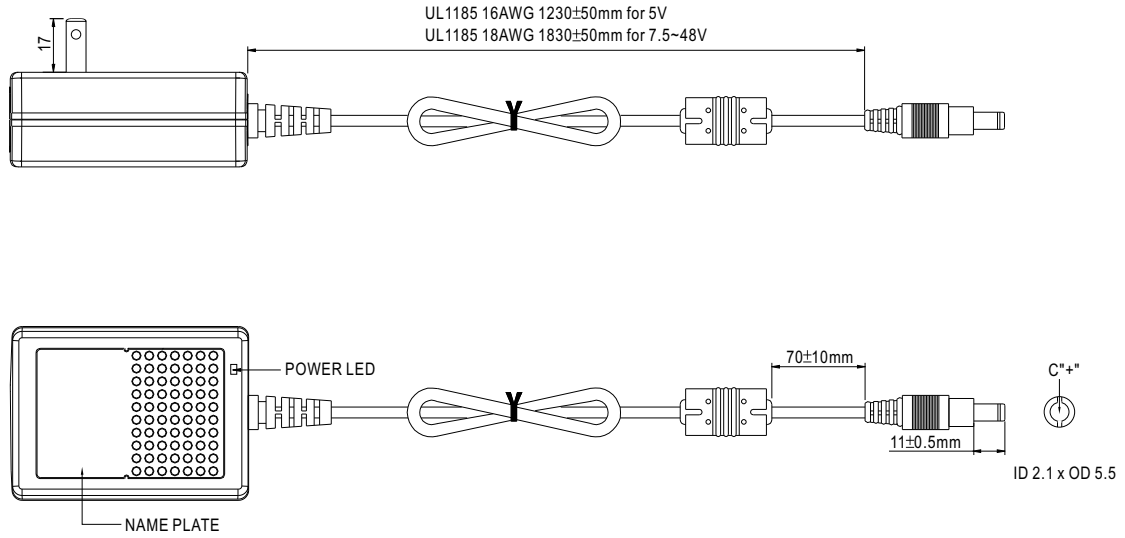 UL1185 16AWG 1230±50mm for 5V
UL1185 18AWG 1830±50mm for 7.5~48V
17
POWER LED
70±10mm
C"+"
11±0.5mm
ID 2.1 x OD 5.5
NAME PLATE